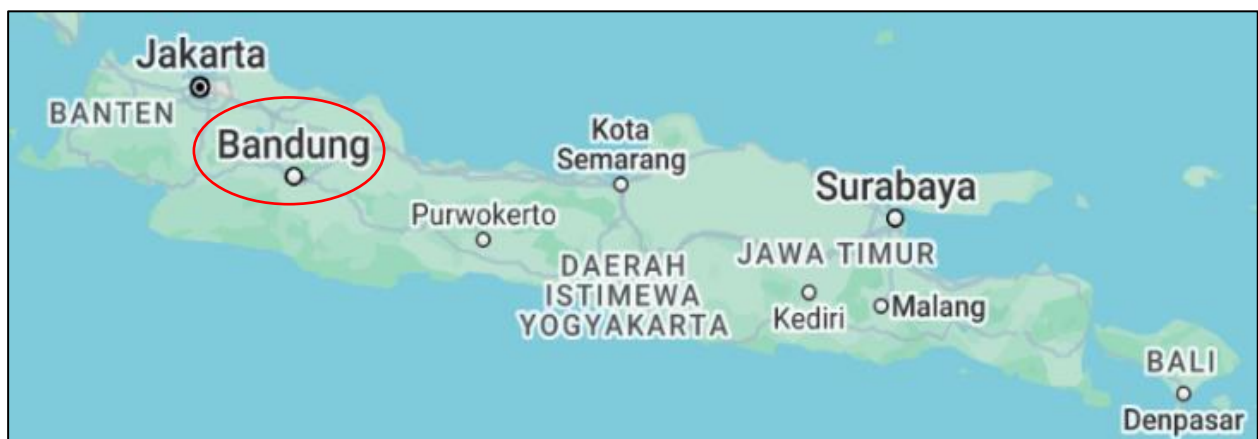 Jakarta
BANTEN
Bandung
Kota
Semarang
Purwokerto
Surabaya
DAERAH
ISTIMEWA
YOGYAKARTA
JAWA TIMUR
Kediri
Malang
BALI
Denpasar